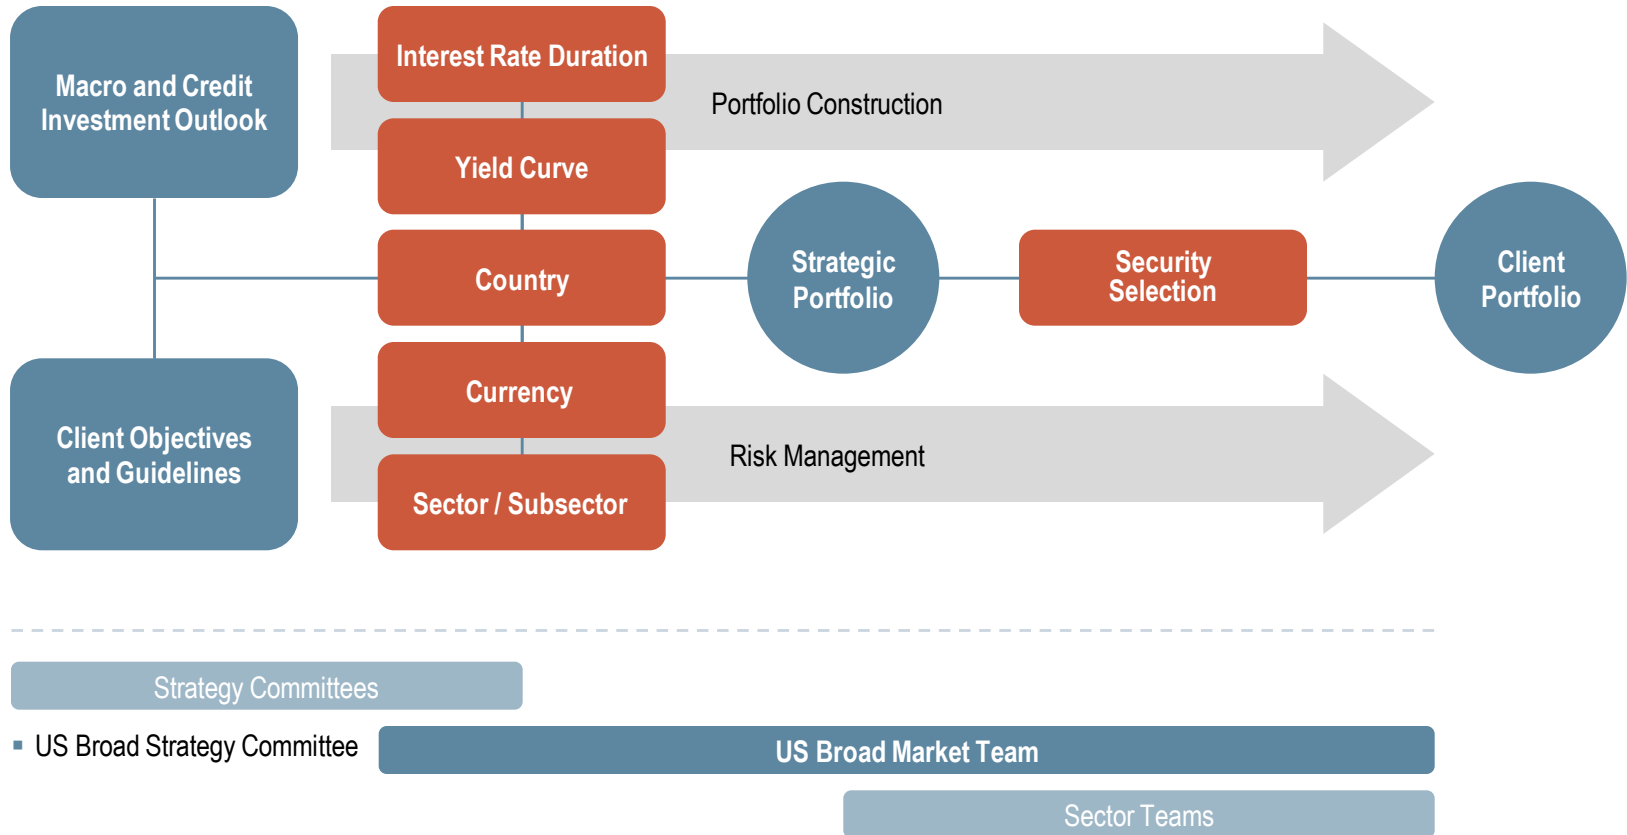 Macro and Credit
Investment Outlook
Interest Rate Duration
Portfolio Construction
Yield Curve
Country
Strategic
Portfolio
Security
Selection
Client
Portfolio
Currency
Client Objectives
and Guidelines
Risk Management
Sector / Subsector
Strategy Committees
▪ US Broad Strategy Committee
US Broad Market Team
Sector Teams